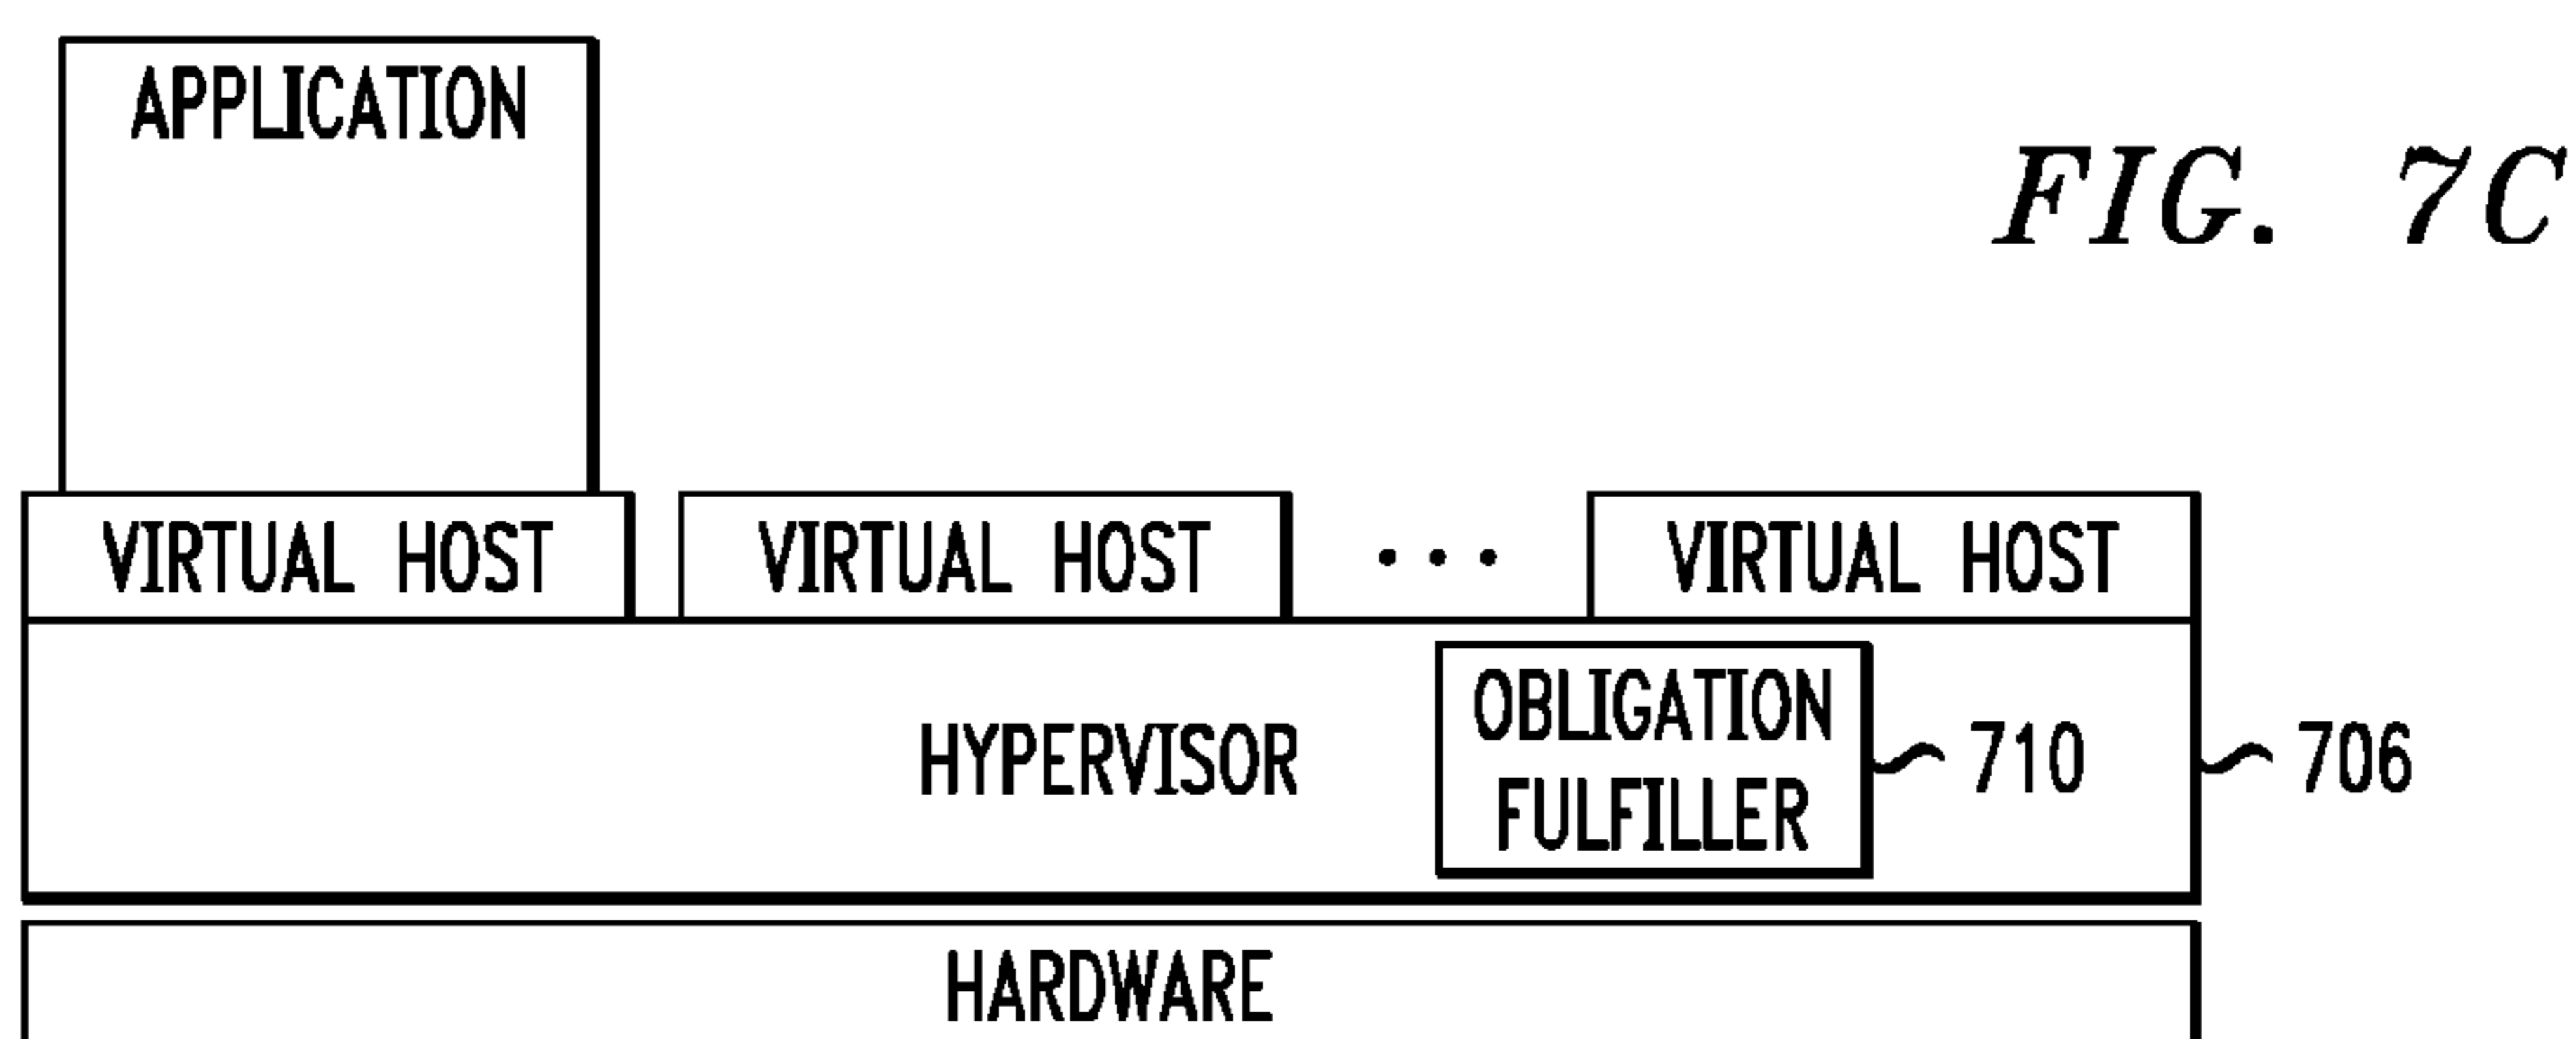 APPLICATION
FIG. 7C
VIRTUAL HOST
VIRTUAL HOST
• • •
VIRTUAL HOST
HYPERVISOR
OBLIGATION
FULFILLER
710
706
HARDWARE